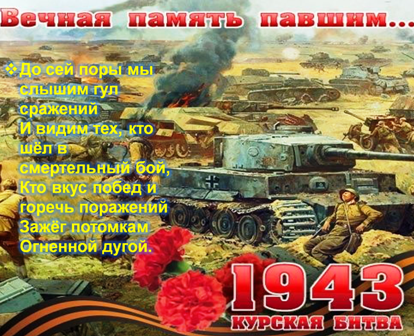 Вечная память павшим...
До сей поры мы
слышим гул
сражений
И видим тех, кто
шёл в
смертельный бой,
Кто вкус побед и
горечь поражений
Зажёг потомкам
Огненной дугой.
1943
КУРСКАЯ БИТВА